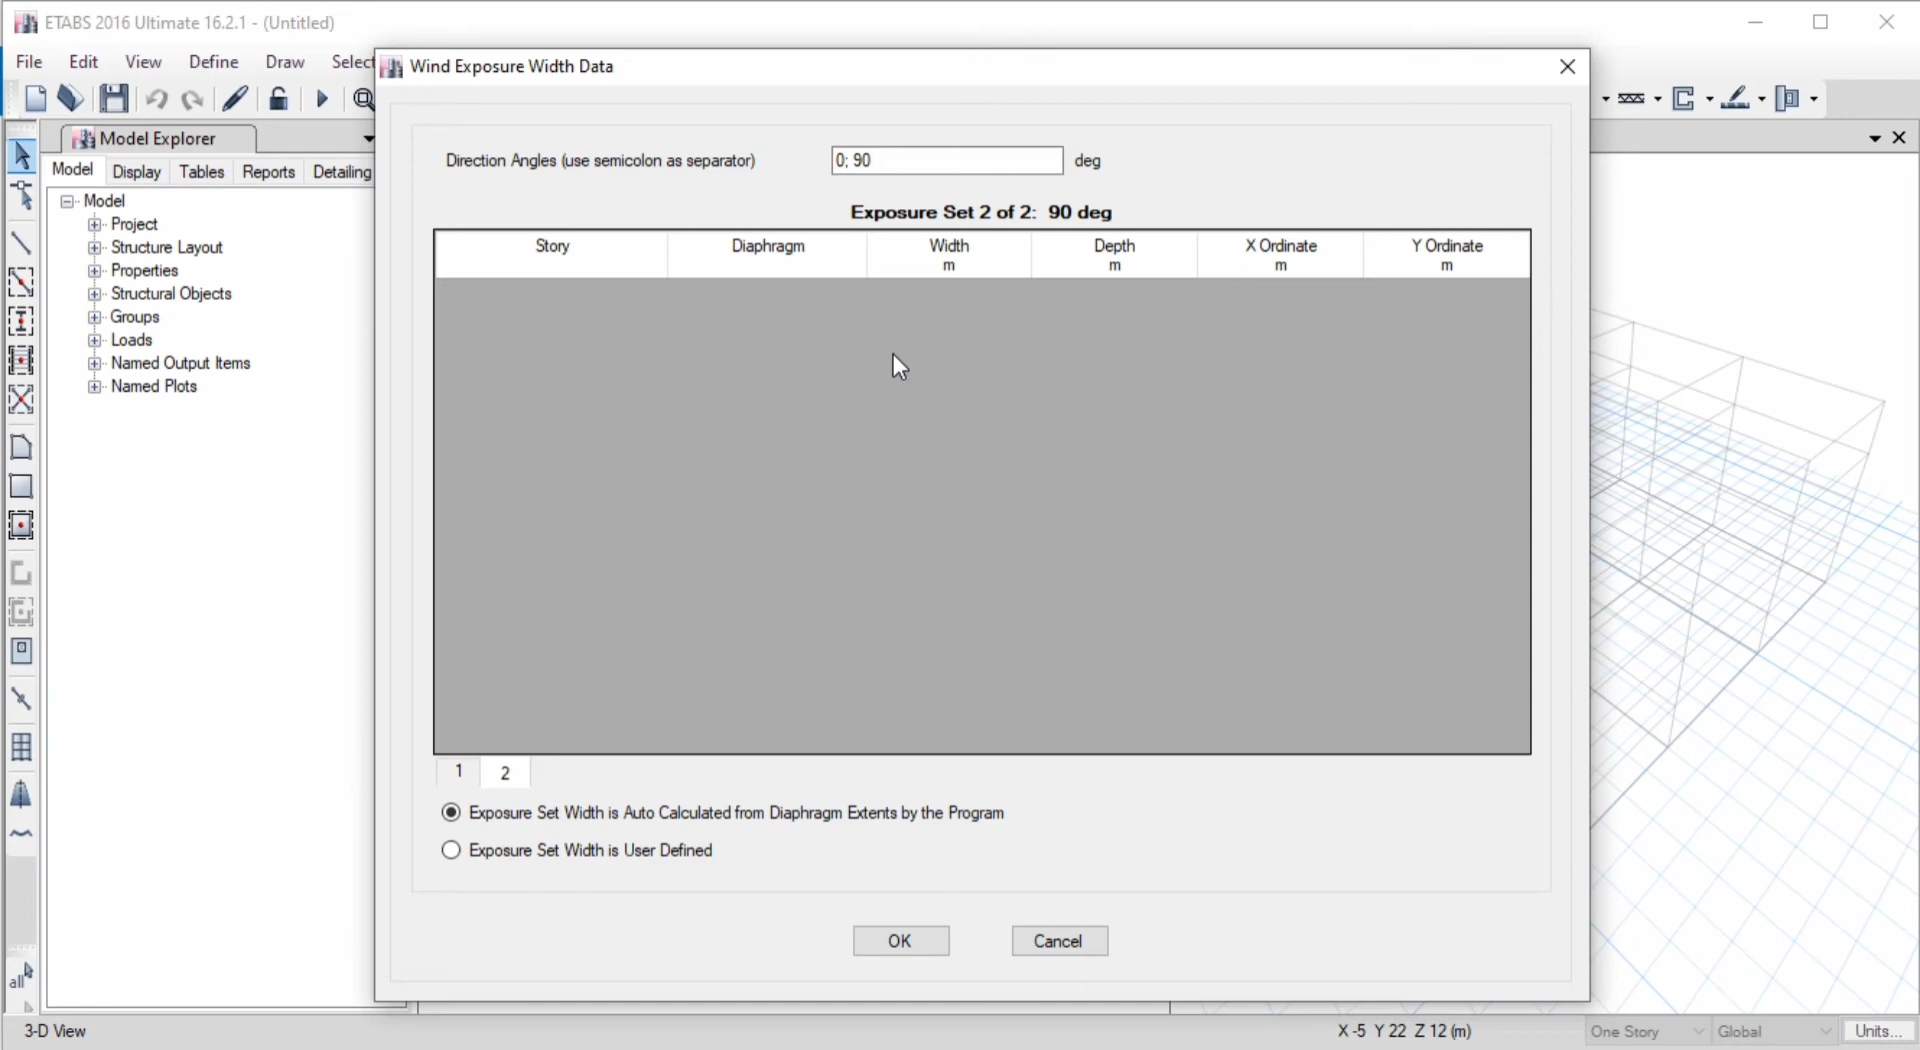 ETABS 2016 Ultimate 16.2.1 - (Untitled)
File Edit View Define Draw Select
Wind Exposure Width Data
Model Explorer
Model Display Tables Reports Detailing
Model
Project
Structure Layout
Properties
Structural Objects
Groups
Loads
Named Output Items
Named Plots
Direction Angles (use semicolon as separator) 0; 90 deg
Exposure Set 2 of 2: 90 deg
Story Diaphragm Width Depth X Ordinate Y Ordinate
m m m m
1 2
Exposure Set Width is Auto Calculated from Diaphragm Extents by the Program
Exposure Set Width is User Defined
OK Cancel
all
3-D View X -5 Y 22 Z 12 (m) One Story Global Units...